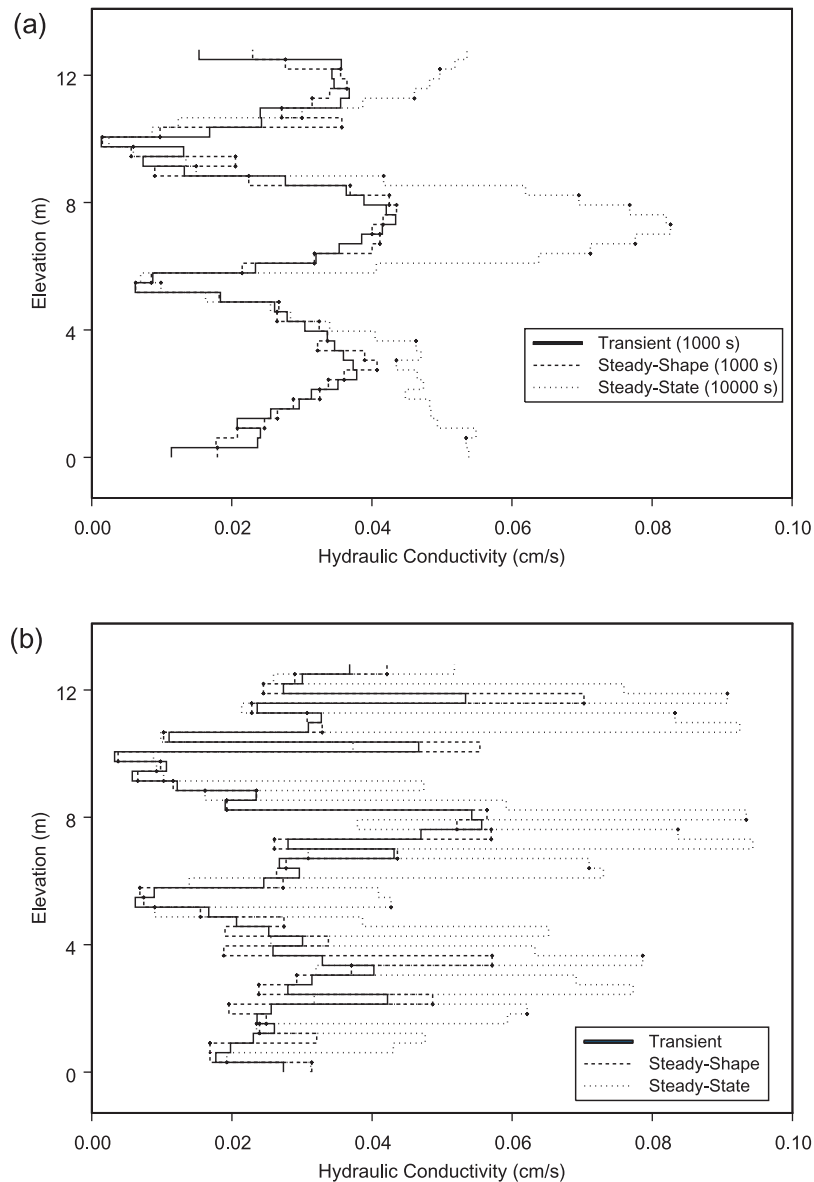 (a)
12
8
4
0
Elevation (m)
Transient (1000 s)
Steady-Shape (1000 s)
Steady-State (10000 s)
0.00 0.02 0.04 0.06 0.08 0.10
Hydraulic Conductivity (cm/s)
(b)
12
8
4
0
Elevation (m)
Transient
Steady-Shape
Steady-State
0.00 0.02 0.04 0.06 0.08 0.10
Hydraulic Conductivity (cm/s)